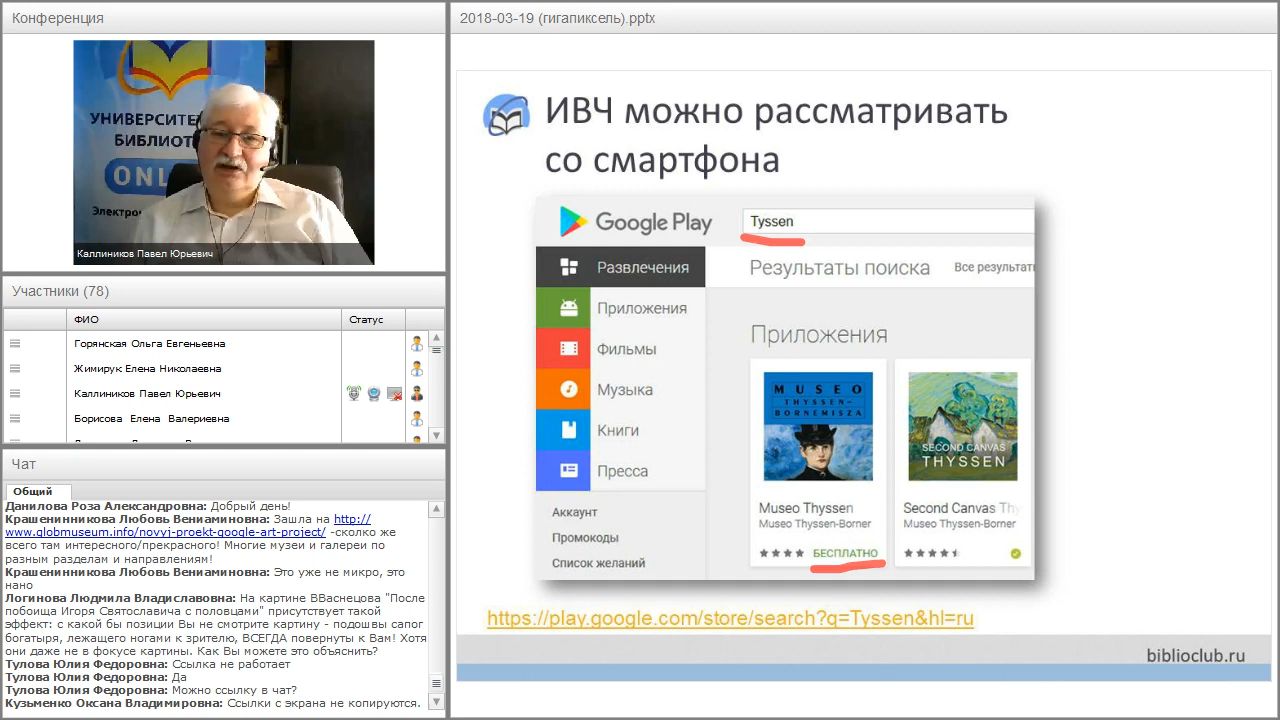 Конференция
УНИВЕРСИТЕ
БИБЛИОТ
ONL
Электро
Каллиников Павел Юрьевич
Участники (78)
ФИО
Статус
Горянская Ольга Евгеньевна
Жимирук Елена Николаевна
Каллиников Павел Юрьевич
Борисова Елена Валериевна
Чат
Общий
Данилова Роза Александровна: Добрый день!
Крашенинникова Любовь Вениаминовна: Зашла на http://
www.globmuseum.info/novyj-proekt-google-art-project/ -сколко же
всего там интересного/прекрасного! Многие музеи и галереи по
разным разделам и направлениям!
Крашенинникова Любовь Вениаминовна: Это уже не микро, это
нано
Логинова Людмила Владиславовна: На картине ВВаснецова "После
побоища Игоря Святославича с половцами" присутствует такой
эффект: с какой бы точки Вы не смотрите картину - подошвы сапог
богатыря, лежащего ногами к зрителю, ВСЕГДА повернуты к Вам! Хотя
они даже не в фокусе картины. Как Вы можете это объяснить?
Тулова Юлия Федоровна: Ссылка не работает
Тулова Юлия Федоровна: Да
Тулова Юлия Федоровна: Можно ссылку в чат?
Кузьменко Оксана Владимировна: Ссылки с экрана не копируются.
2018-03-19 (гигапиксель).pptx
ИВЧ можно рассматривать
со смартфона
Google Play
Tyssen
Развлечения
Результаты поиска
Все результат
Приложения
Фильмы
Музыка
Книги
Пресса
Аккаунт
Промокоды
Список желаний
Приложения
MUSEO
THYSSEN-
BORNEMISZA
SECOND CANVAS
THYSSEN
Museo Thyssen
Museo Thyssen-Borner
БЕСПЛАТНО
Second Canvas Th
Museo Thyssen-Borner
https://play.google.com/store/search?q=Tyssen&hl=ru
biblioclub.ru